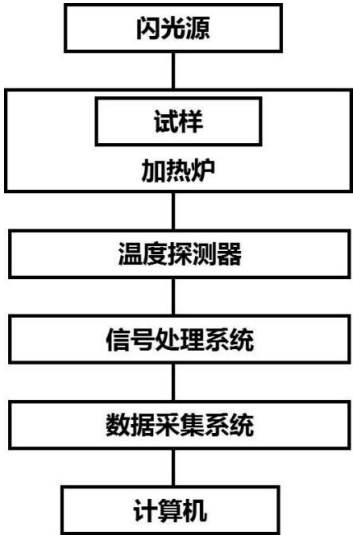 闪光源
试样
加热炉
温度探测器
信号处理系统
数据采集系统
计算机